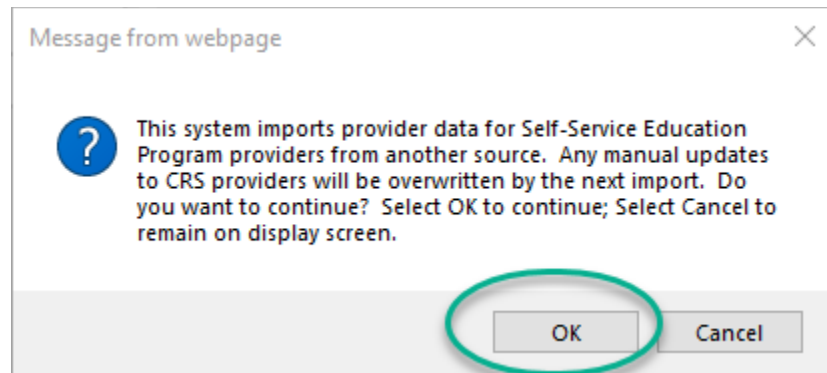 Message from webpage
This system imports provider data for Self-Service Education
Program providers from another source.  Any manual updates
to CRS providers will be overwritten by the next import.  Do
you want to continue?  Select OK to continue; Select Cancel to
remain on display screen.
OK
Cancel